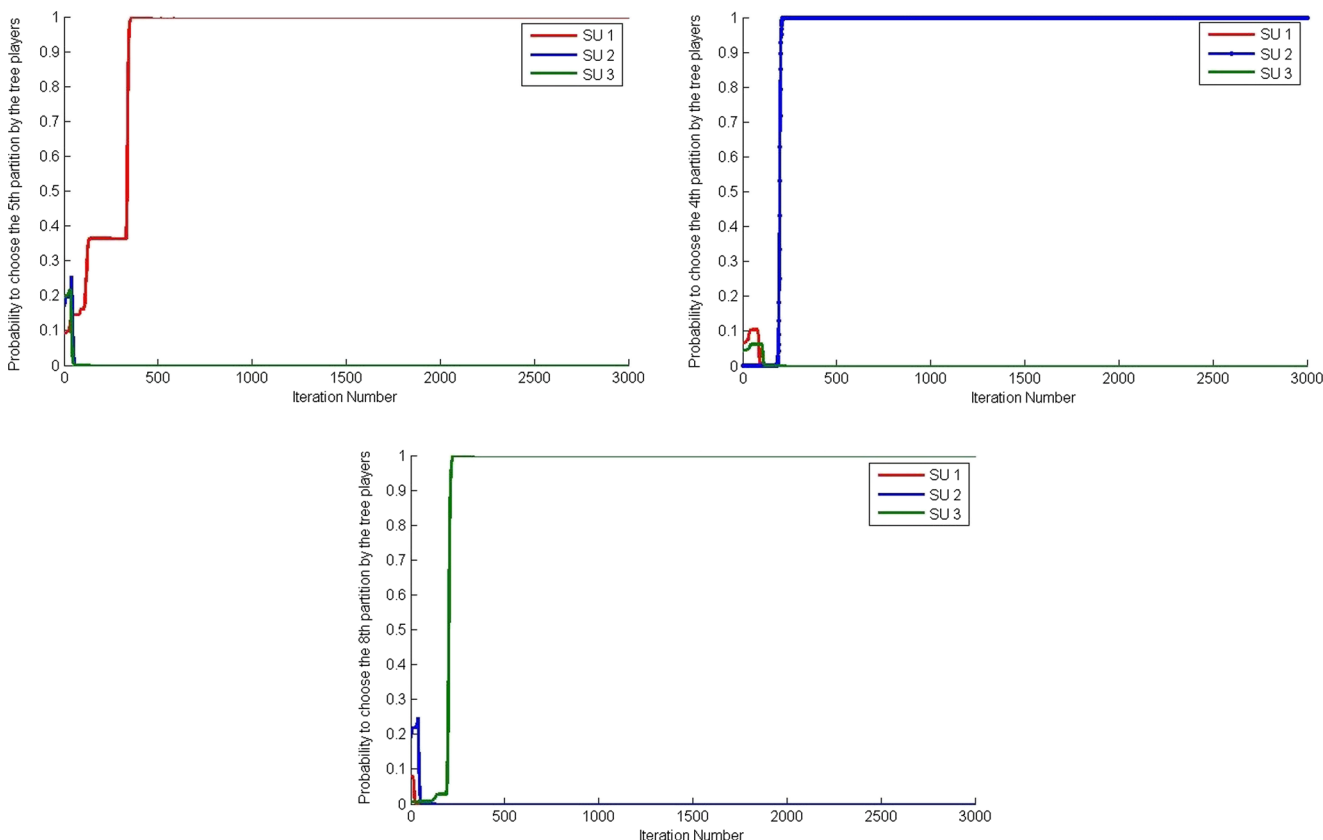 Probability to choose the 5th partition by the tree players
1
0.9
0.8
0.7
0.6
0.5
0.4
0.3
0.2
0.1
0
0 500 1000 1500 2000 2500 3000
Iteration Number
SU 1
SU 2
SU 3
Probability to choose the 4th partition by the tree players
1
0.9
0.8
0.7
0.6
0.5
0.4
0.3
0.2
0.1
0
0 500 1000 1500 2000 2500 3000
Iteration Number
SU 1
SU 2
SU 3
Probability to choose the 8th partition by the tree players
1
0.9
0.8
0.7
0.6
0.5
0.4
0.3
0.2
0.1
0
0 500 1000 1500 2000 2500 3000
Iteration Number
SU 1
SU 2
SU 3